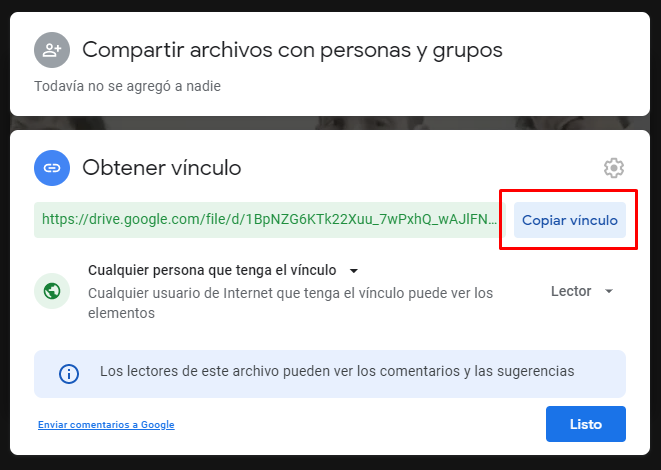 Compartir archivos con personas y grupos
Todavía no se agregó a nadie
Obtener vínculo
https://drive.google.com/file/d/1BpNZG6KTk22Xuu_7wPxhQ_wAJlFN...
Copiar vínculo
Cualquier persona que tenga el vínculo
Cualquier usuario de Internet que tenga el vínculo puede ver los
elementos
Lector
Los lectores de este archivo pueden ver los comentarios y las sugerencias
Enviar comentarios a Google
Listo